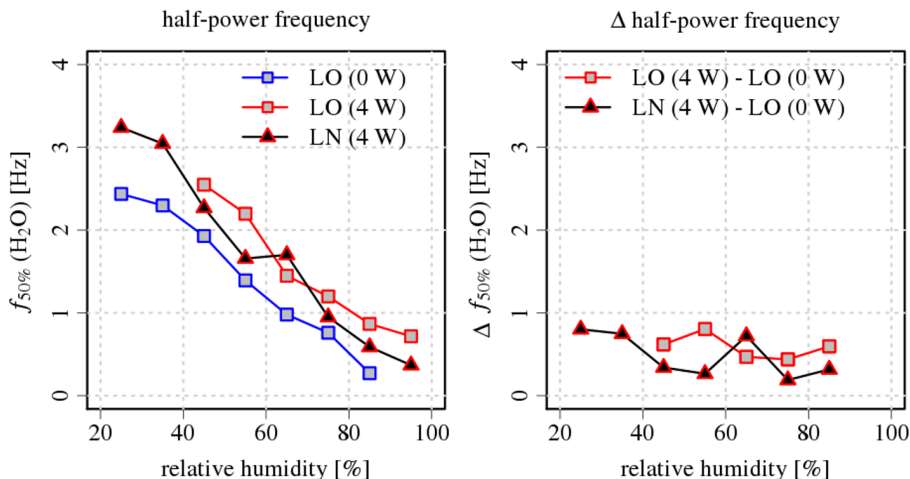 half-power frequency
LO (0 W)
LO (4 W)
LN (4 W)
4
3
2
1
0
f50% (H2O) [Hz]
20 40 60 80 100
relative humidity [%]
Δ half-power frequency
LO (4 W) - LO (0 W)
LN (4 W) - LO (0 W)
4
3
2
1
0
Δ f50% (H2O) [Hz]
20 40 60 80 100
relative humidity [%]